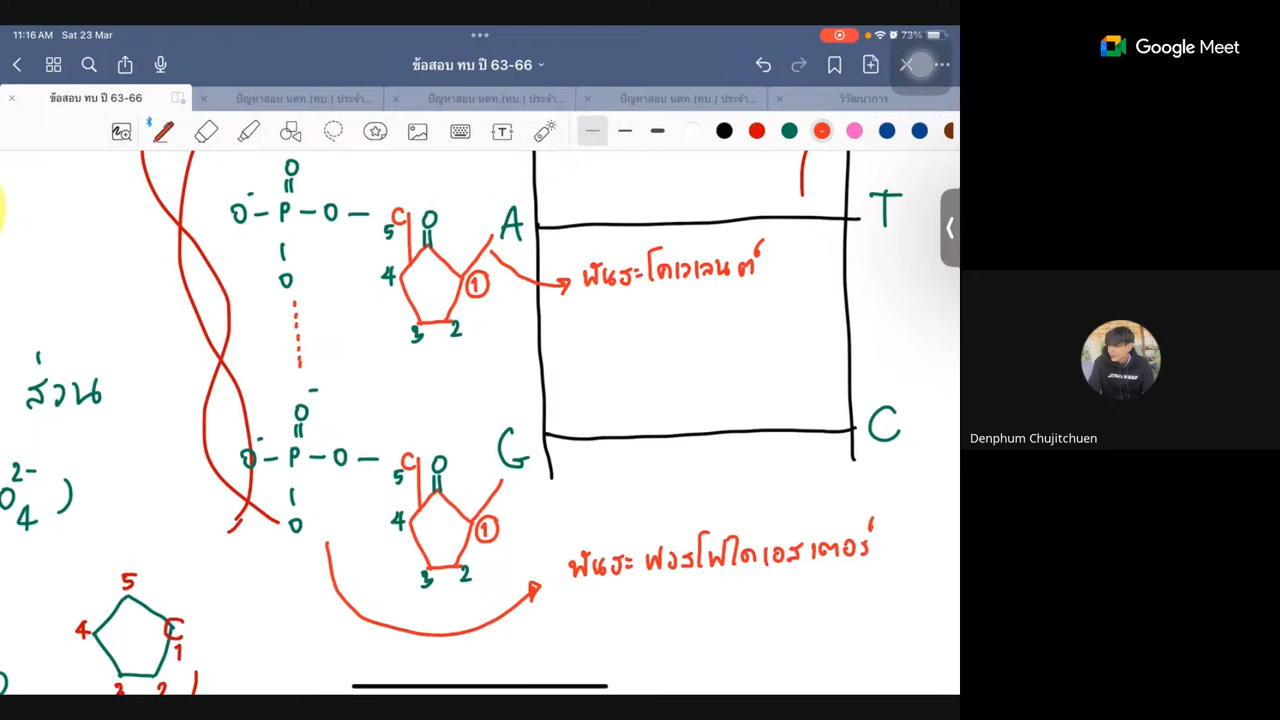 11:16 AM Sat 23 Mar
73%
Google Meet
ข้อสอบ ทบ ปี 63-66
ข้อสอบ ทบ ปี 63-66
ปัญหาสอบ นตท.(ทบ.) ประจำ...
ปัญหาสอบ นตท.(ทบ.) ประจำ...
ปัญหาสอบ นตท.(ทบ.) ประจำ...
วิวัฒนาการ
O
O⁻ - P - O - C O A T
5
O
4 1
3 2
พันธะโคเวเลนต์
ส่วน
O⁻
O⁻ - P - O - C O G C
5
O
4 1
3 2
O₄²⁻ )
พันธะ ฟอสโฟไดเอสเตอร์
5
4 C
1
3 2
Denphum Chujitchuen